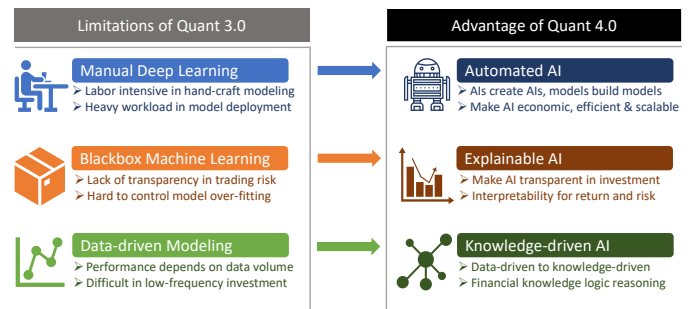 Limitations of Quant 3.0
Manual Deep Learning
➢ Labor intensive in hand-craft modeling
➢ Heavy workload in model deployment
Blackbox Machine Learning
➢ Lack of transparency in trading risk
➢ Hard to control model over-fitting
Data-driven Modeling
➢ Performance depends on data volume
➢ Difficult in low-frequency investment
Advantage of Quant 4.0
Automated AI
➢ AIs create AIs, models build models
➢ Make AI economic, efficient & scalable
Explainable AI
➢ Make AI transparent in investment
➢ Interpretability for return and risk
Knowledge-driven AI
➢ Data-driven to knowledge-driven
➢ Financial knowledge logic reasoning